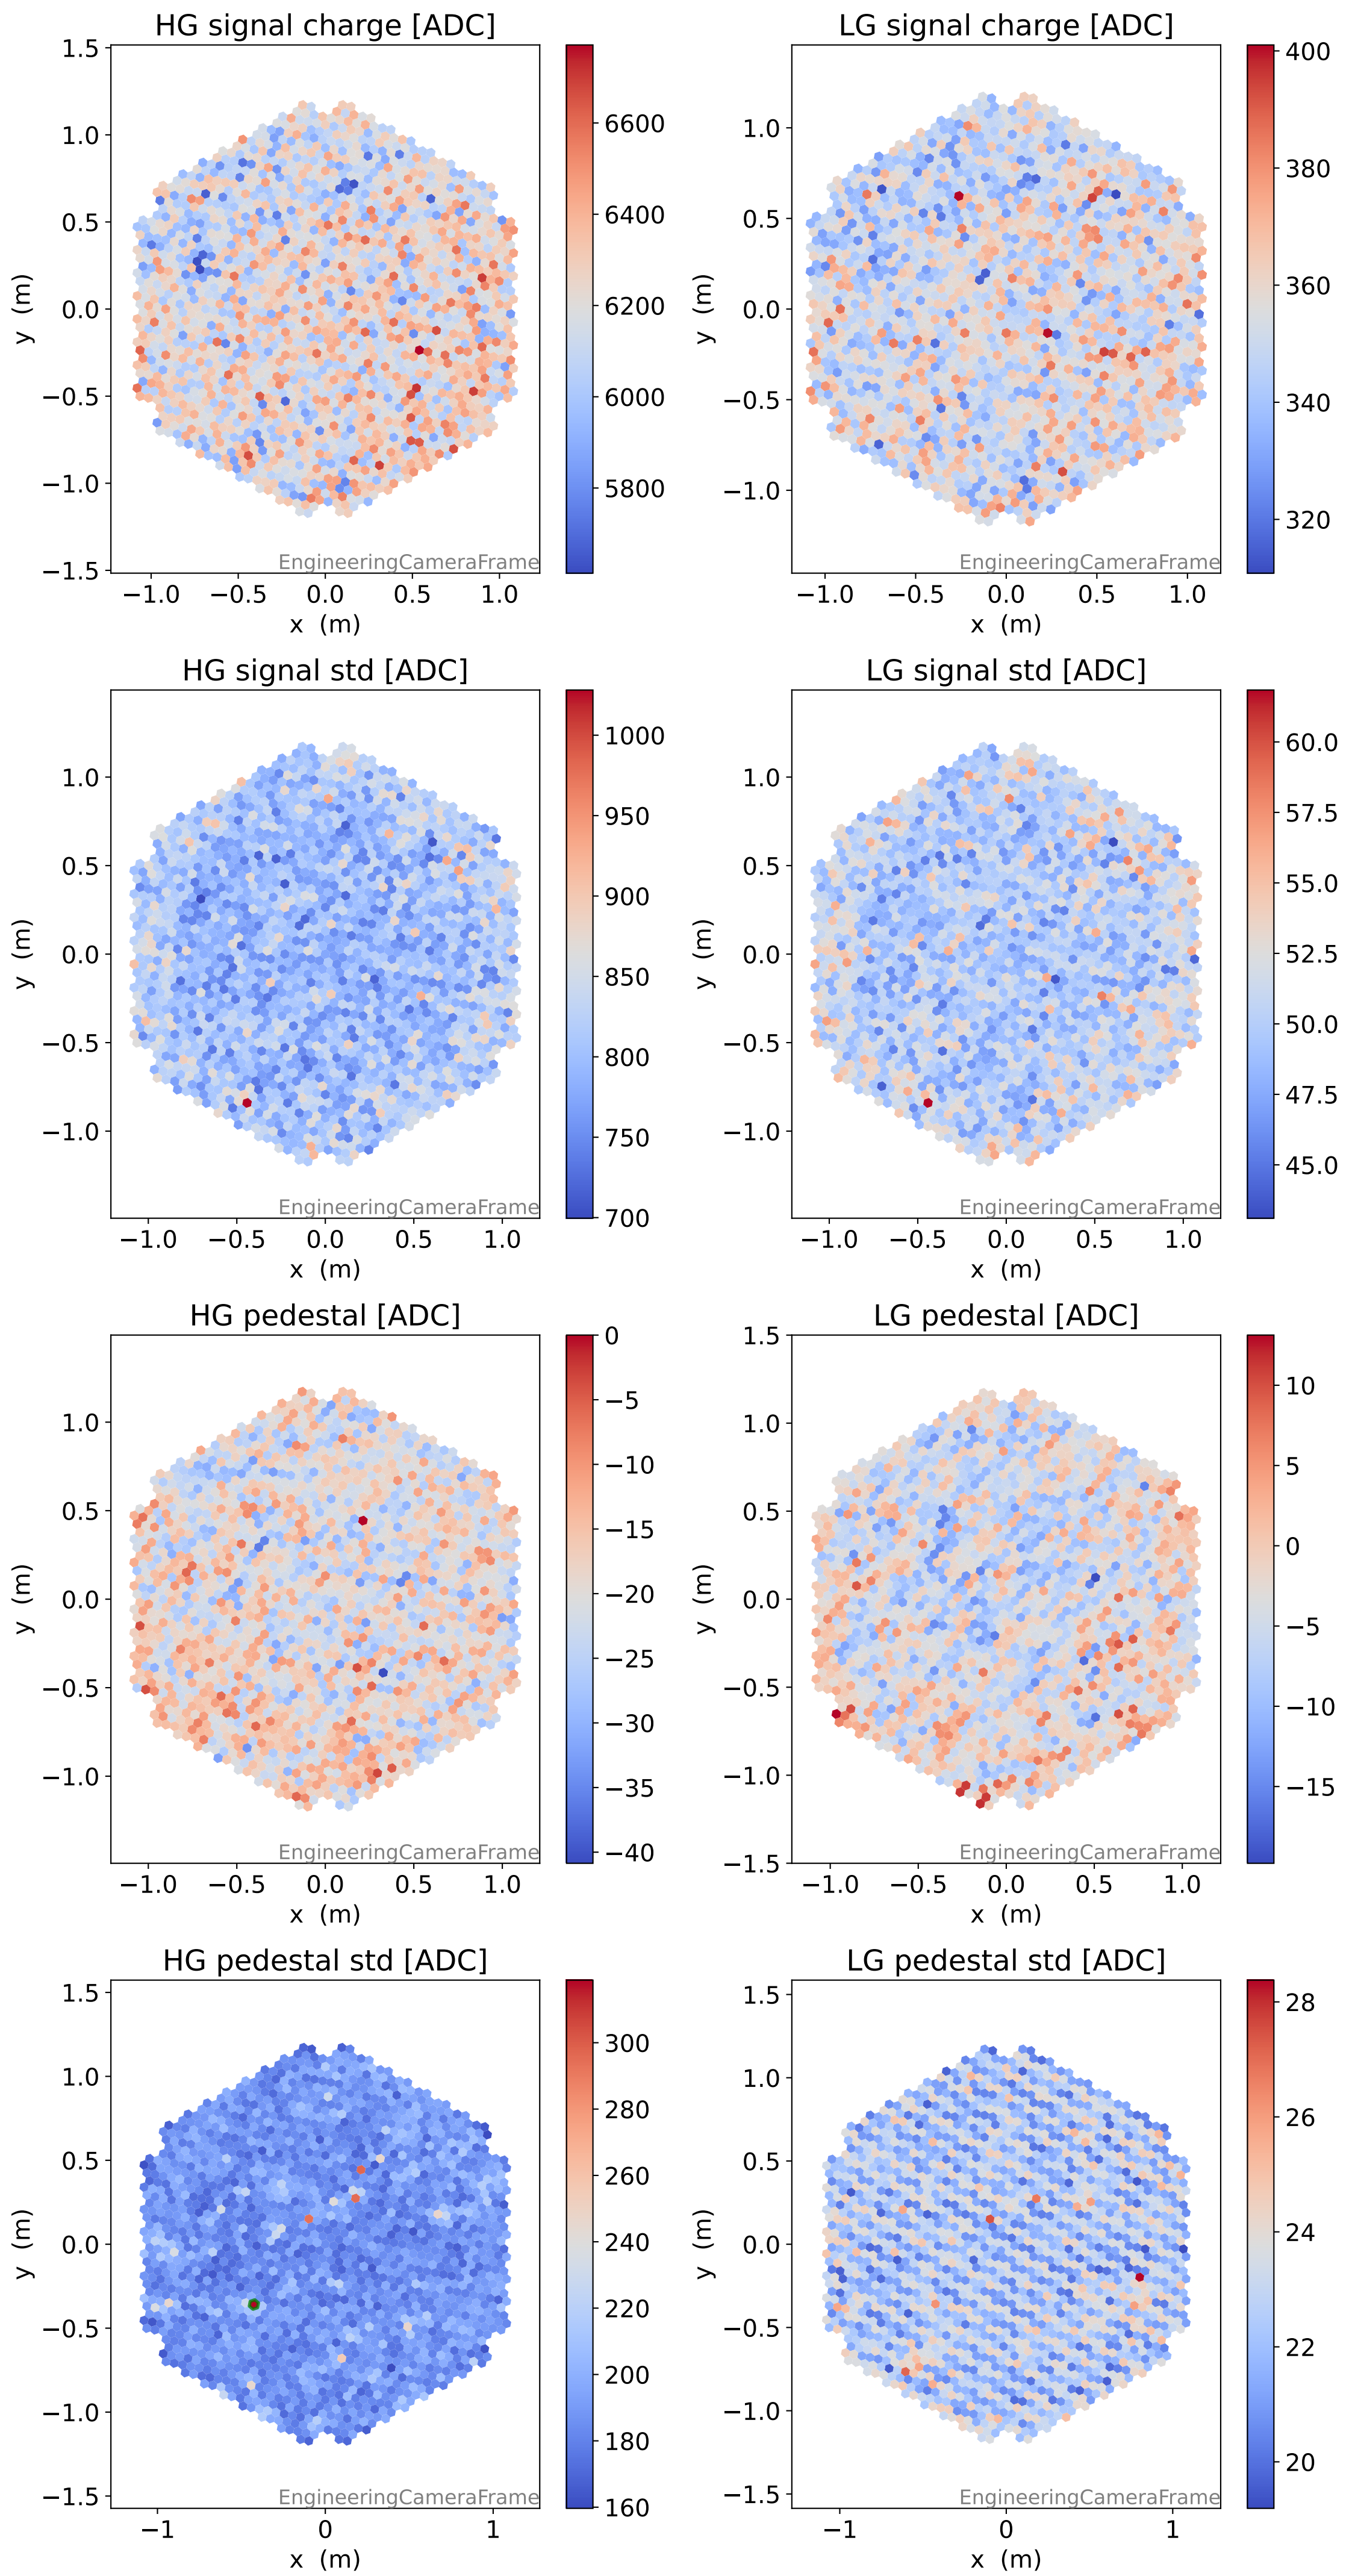 HG signal charge [ADC]
1.5
1.0
0.5
0.0
−0.5
−1.0
−1.5
y (m)
−1.0 −0.5 0.0 0.5 1.0
x (m)
EngineeringCameraFrame
6600
6400
6200
6000
5800
LG signal charge [ADC]
1.0
0.5
0.0
−0.5
−1.0
y (m)
−1.0 −0.5 0.0 0.5 1.0
x (m)
EngineeringCameraFrame
400
380
360
340
320
HG signal std [ADC]
1.0
0.5
0.0
−0.5
−1.0
y (m)
−1.0 −0.5 0.0 0.5 1.0
x (m)
EngineeringCameraFrame
1000
950
900
850
800
750
700
LG signal std [ADC]
1.0
0.5
0.0
−0.5
−1.0
y (m)
−1.0 −0.5 0.0 0.5 1.0
x (m)
EngineeringCameraFrame
60.0
57.5
55.0
52.5
50.0
47.5
45.0
HG pedestal [ADC]
1.0
0.5
0.0
−0.5
−1.0
y (m)
−1.0 −0.5 0.0 0.5 1.0
x (m)
EngineeringCameraFrame
0
−5
−10
−15
−20
−25
−30
−35
−40
LG pedestal [ADC]
1.5
1.0
0.5
0.0
−0.5
−1.0
−1.5
y (m)
−1.0 −0.5 0.0 0.5 1.0
x (m)
EngineeringCameraFrame
10
5
0
−5
−10
−15
HG pedestal std [ADC]
1.5
1.0
0.5
0.0
−0.5
−1.0
−1.5
y (m)
−1 0 1
x (m)
EngineeringCameraFrame
300
280
260
240
220
200
180
160
LG pedestal std [ADC]
1.5
1.0
0.5
0.0
−0.5
−1.0
−1.5
y (m)
−1 0 1
x (m)
EngineeringCameraFrame
28
26
24
22
20